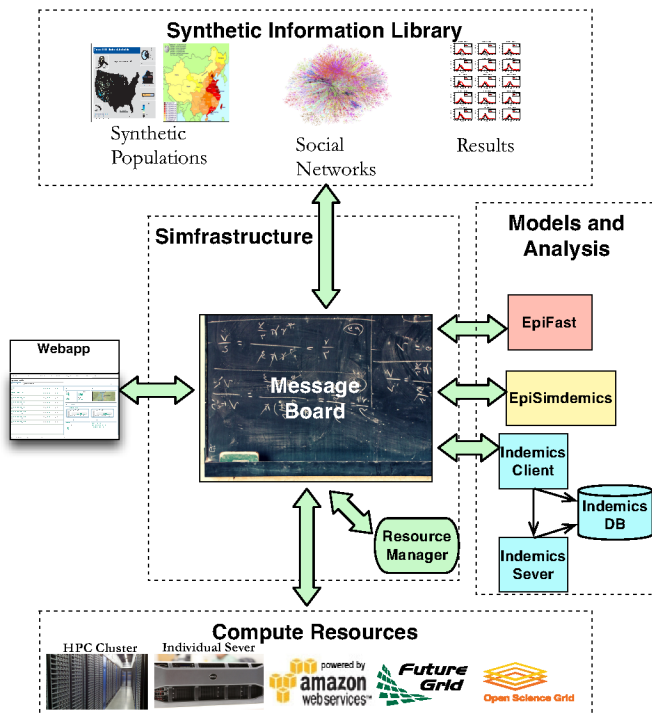 Synthetic Information Library
Synthetic
Populations
Social
Networks
Results
Simfrastructure
Models and
Analysis
EpiFast
Webapp
Message
Board
EpiSimdemics
Indemics
Client
Indemics
DB
Resource
Manager
Indemics
Sever
Compute Resources
HPC Cluster
Individual Sever
powered by
amazon
webservices™
Future
Grid
Open Science Grid